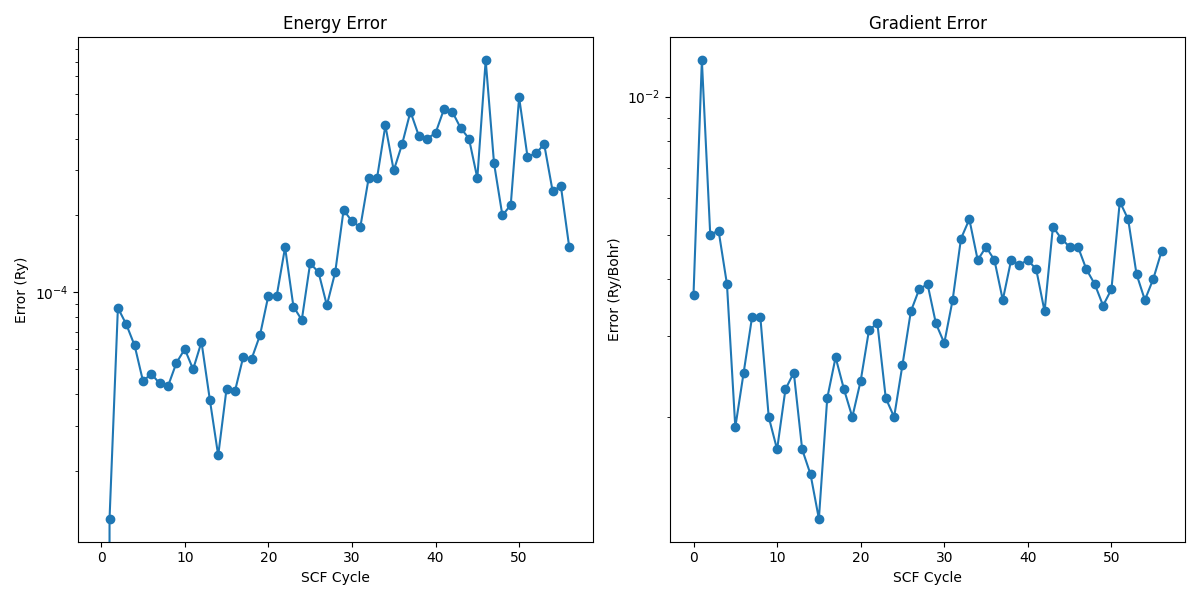 Energy Error
Error (Ry)
10⁻⁴
0 10 20 30 40 50
SCF Cycle
Gradient Error
Error (Ry/Bohr)
10⁻²
0 10 20 30 40 50
SCF Cycle